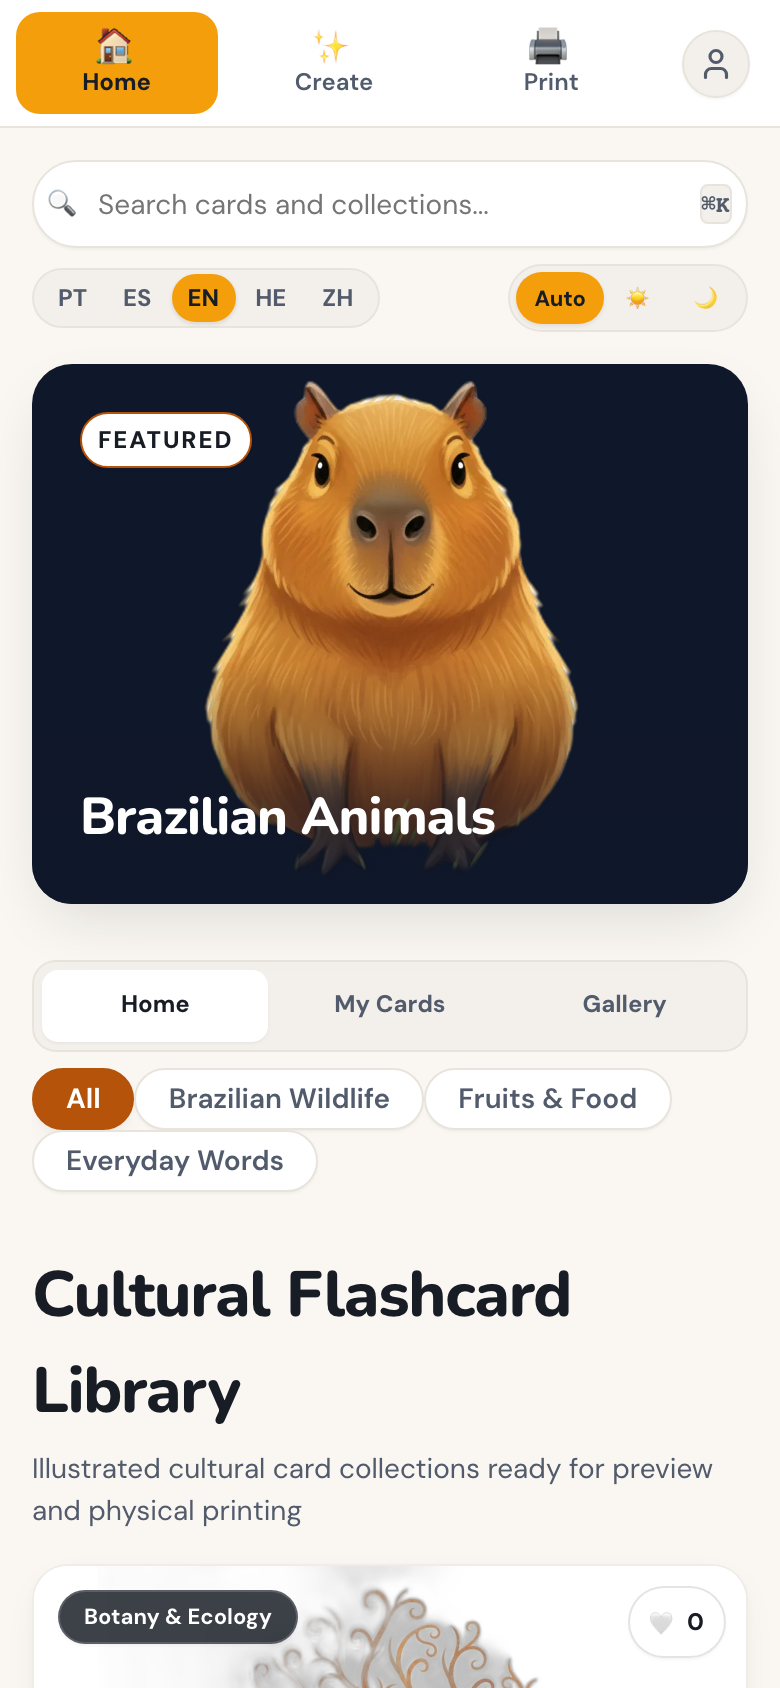 Home
Create
Print
Search cards and collections...
⌘K
PT ES EN HE ZH
Auto
FEATURED
Brazilian Animals
Home
My Cards
Gallery
All
Brazilian Wildlife
Fruits & Food
Everyday Words
Cultural Flashcard
Library
Illustrated cultural card collections ready for preview
and physical printing
Botany & Ecology
0